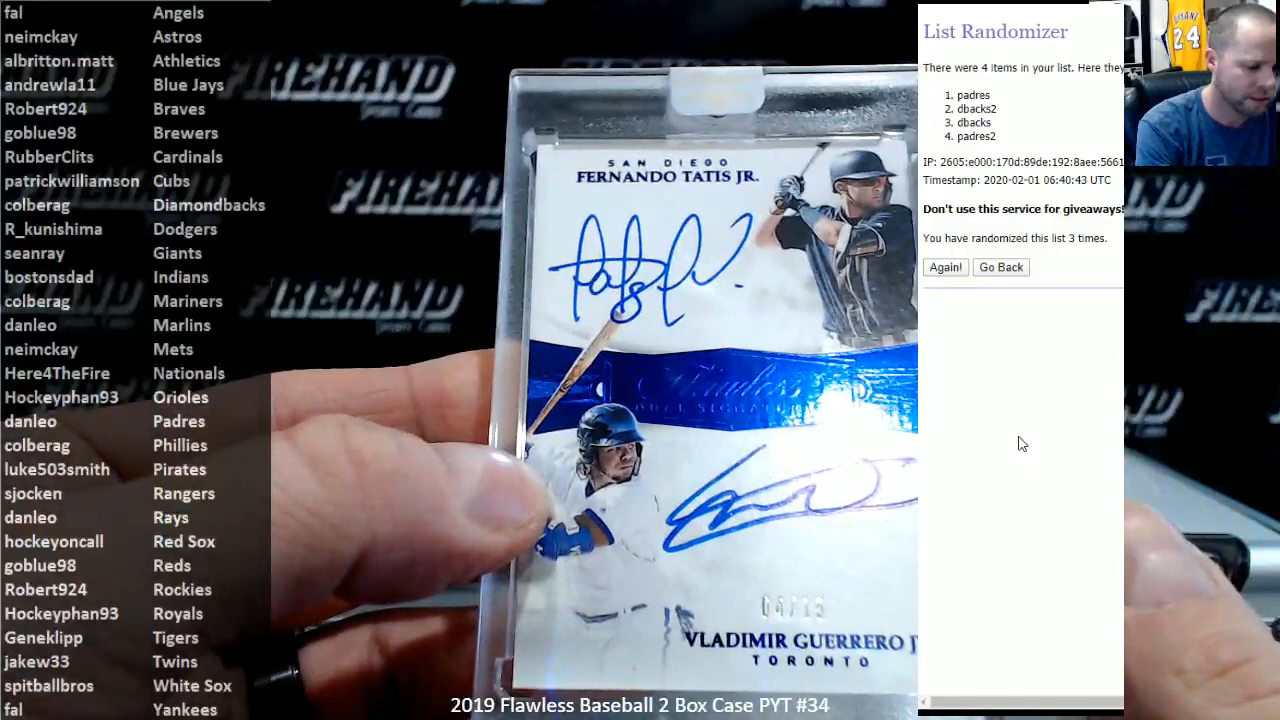 fal Angels
neimckay Astros
albritton.matt Athletics
andrewla11 Blue Jays
Robert924 Braves
goblue98 Brewers
RubberClits Cardinals
patrickwilliamson Cubs
colberag Diamondbacks
R_kunishima Dodgers
seanray Giants
bostonsdad Indians
colberag Mariners
danleo Marlins
neimckay Mets
Here4TheFire Nationals
Hockeyphan93 Orioles
danleo Padres
colberag Phillies
luke503smith Pirates
sjocken Rangers
danleo Rays
hockeyoncall Red Sox
goblue98 Reds
Robert924 Rockies
Hockeyphan93 Royals
Geneklipp Tigers
jakew33 Twins
spitballbros White Sox
fal Yankees
FIREHAND
FIREHAND
FIREHAND
SAN DIEGO
FERNANDO TATIS JR.
VLADIMIR GUERRERO J
TORONTO
2019 Flawless Baseball 2 Box Case PYT #34
List Randomizer
There were 4 items in your list. Here they
1. padres
2. dbacks2
3. dbacks
4. padres2
IP: 2605:e000:170d:89de:192:8aee:5661
Timestamp: 2020-02-01 06:40:43 UTC
Don't use this service for giveaways!
You have randomized this list 3 times.
Again! Go Back
24